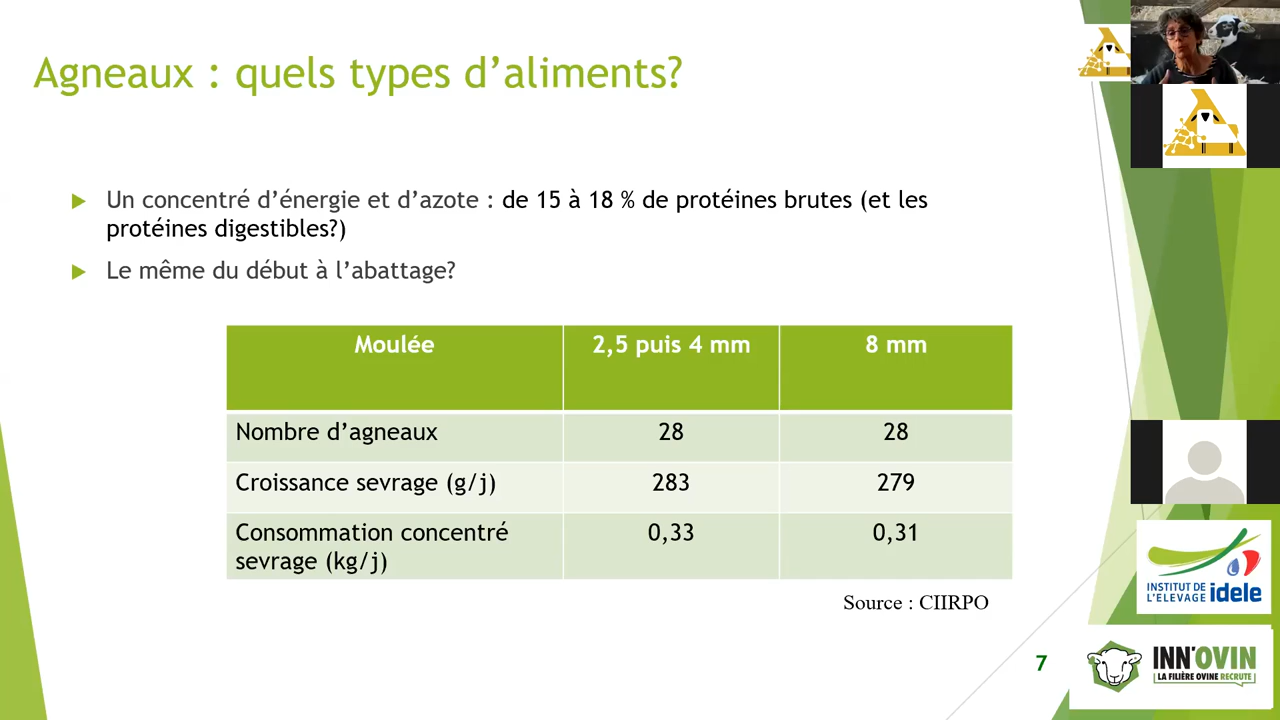 Agneaux : quels types d'aliments?
Un concentré d'énergie et d'azote : de 15 à 18 % de protéines brutes (et les
protéines digestibles?)
Le même du début à l'abattage?
Moulée 2,5 puis 4 mm 8 mm
Nombre d'agneaux 28 28
Croissance sevrage (g/j) 283 279
Consommation concentré
sevrage (kg/j) 0,33 0,31
Source : CIIRPO
7
INSTITUT DE
L'ELEVAGE idele
INN'OVIN
LA FILIÈRE OVINE RECRUTE